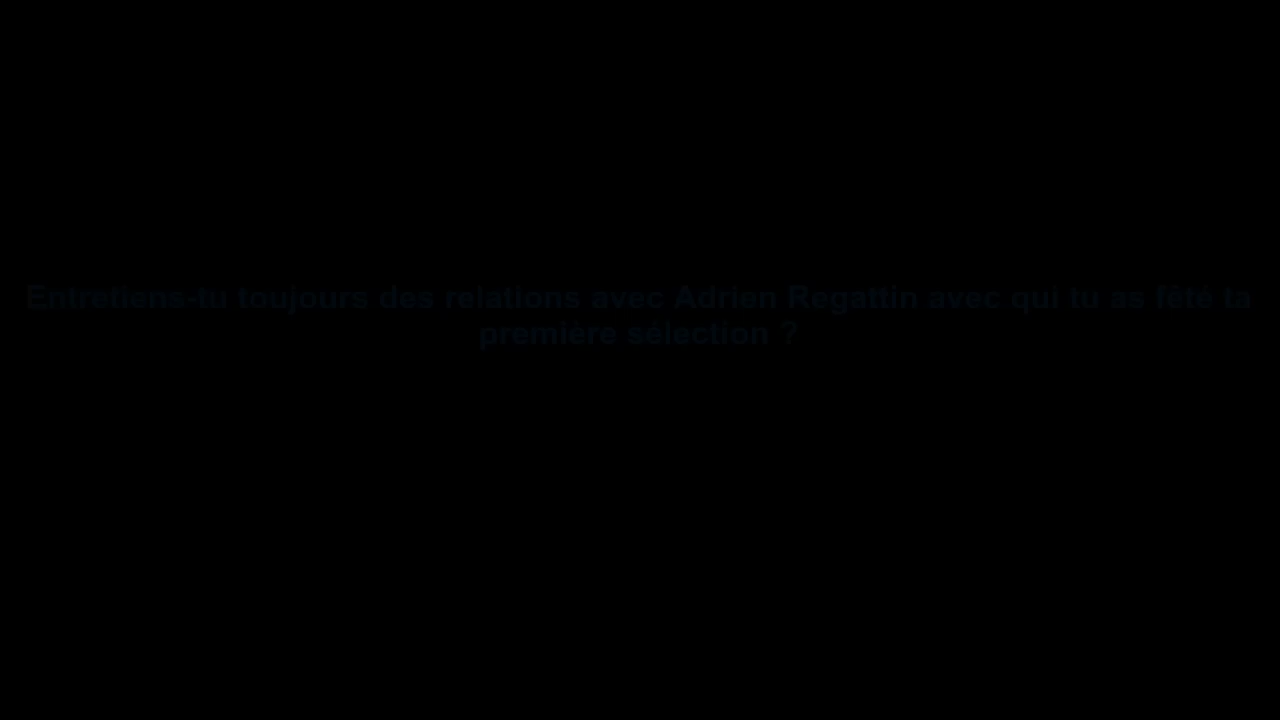 Entretiens-tu toujours des relations avec Adrien Regattin avec qui tu as fêté ta
première sélection ?